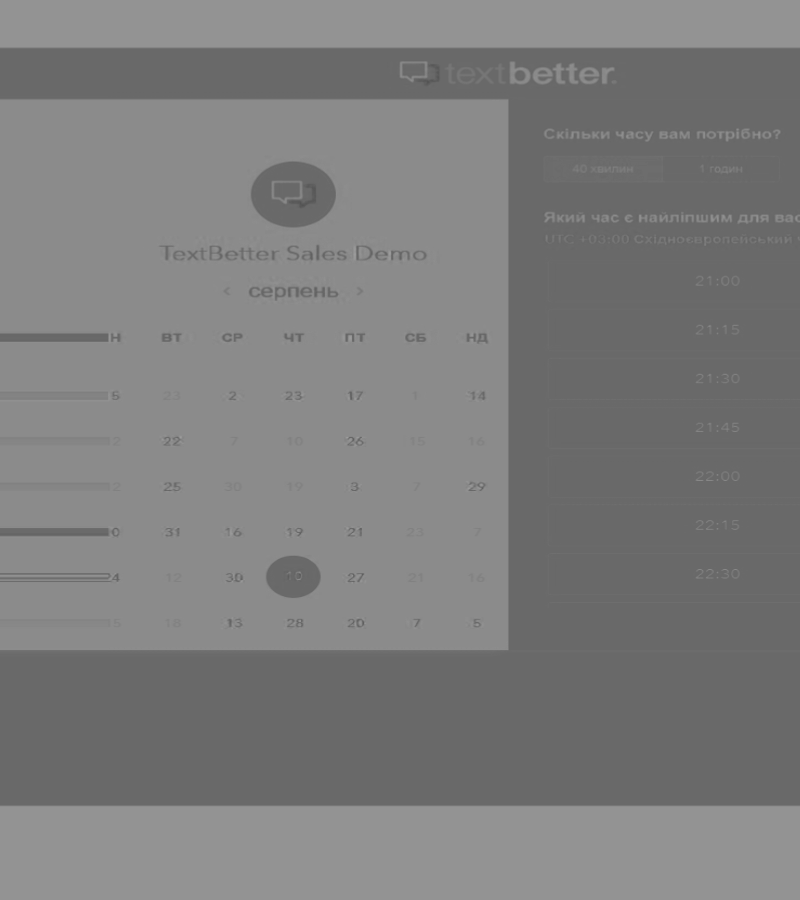 textbetter.
TextBetter Sales Demo
‹ серпень ›
Н ВТ СР ЧТ ПТ СБ НД
5 23 2 23 17 1 14
2 22 7 10 26 15 16
2 25 30 19 3 7 29
0 31 16 19 21 23 7
24 12 30 27 21 16
5 18 13 28 20 7 5
Скільки часу вам потрібно?
40 хвилин 1 годин
Який час є найліпшим для вас
UTC +03:00 Східноєвропейський
21:00
21:15
21:30
21:45
22:00
22:15
22:30